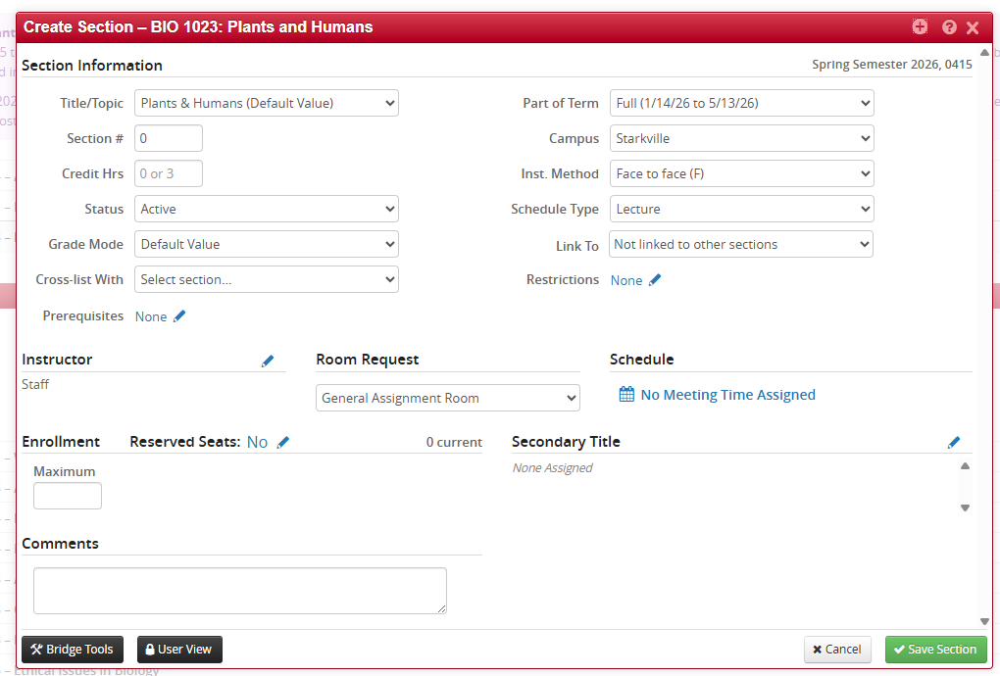 Create Section – BIO 1023: Plants and Humans
Section Information
Spring Semester 2026, 0415
Title/Topic Plants & Humans (Default Value)
Part of Term Full (1/14/26 to 5/13/26)
Section # 0
Campus Starkville
Credit Hrs 0 or 3
Inst. Method Face to face (F)
Status Active
Schedule Type Lecture
Grade Mode Default Value
Link To Not linked to other sections
Cross-list With Select section...
Restrictions None
Prerequisites None
Instructor
Room Request
Schedule
Staff
General Assignment Room
No Meeting Time Assigned
Enrollment
Reserved Seats: No
0 current
Secondary Title
Maximum
None Assigned
Comments
Bridge Tools
User View
Cancel
Save Section
Ethical Issues in Biology